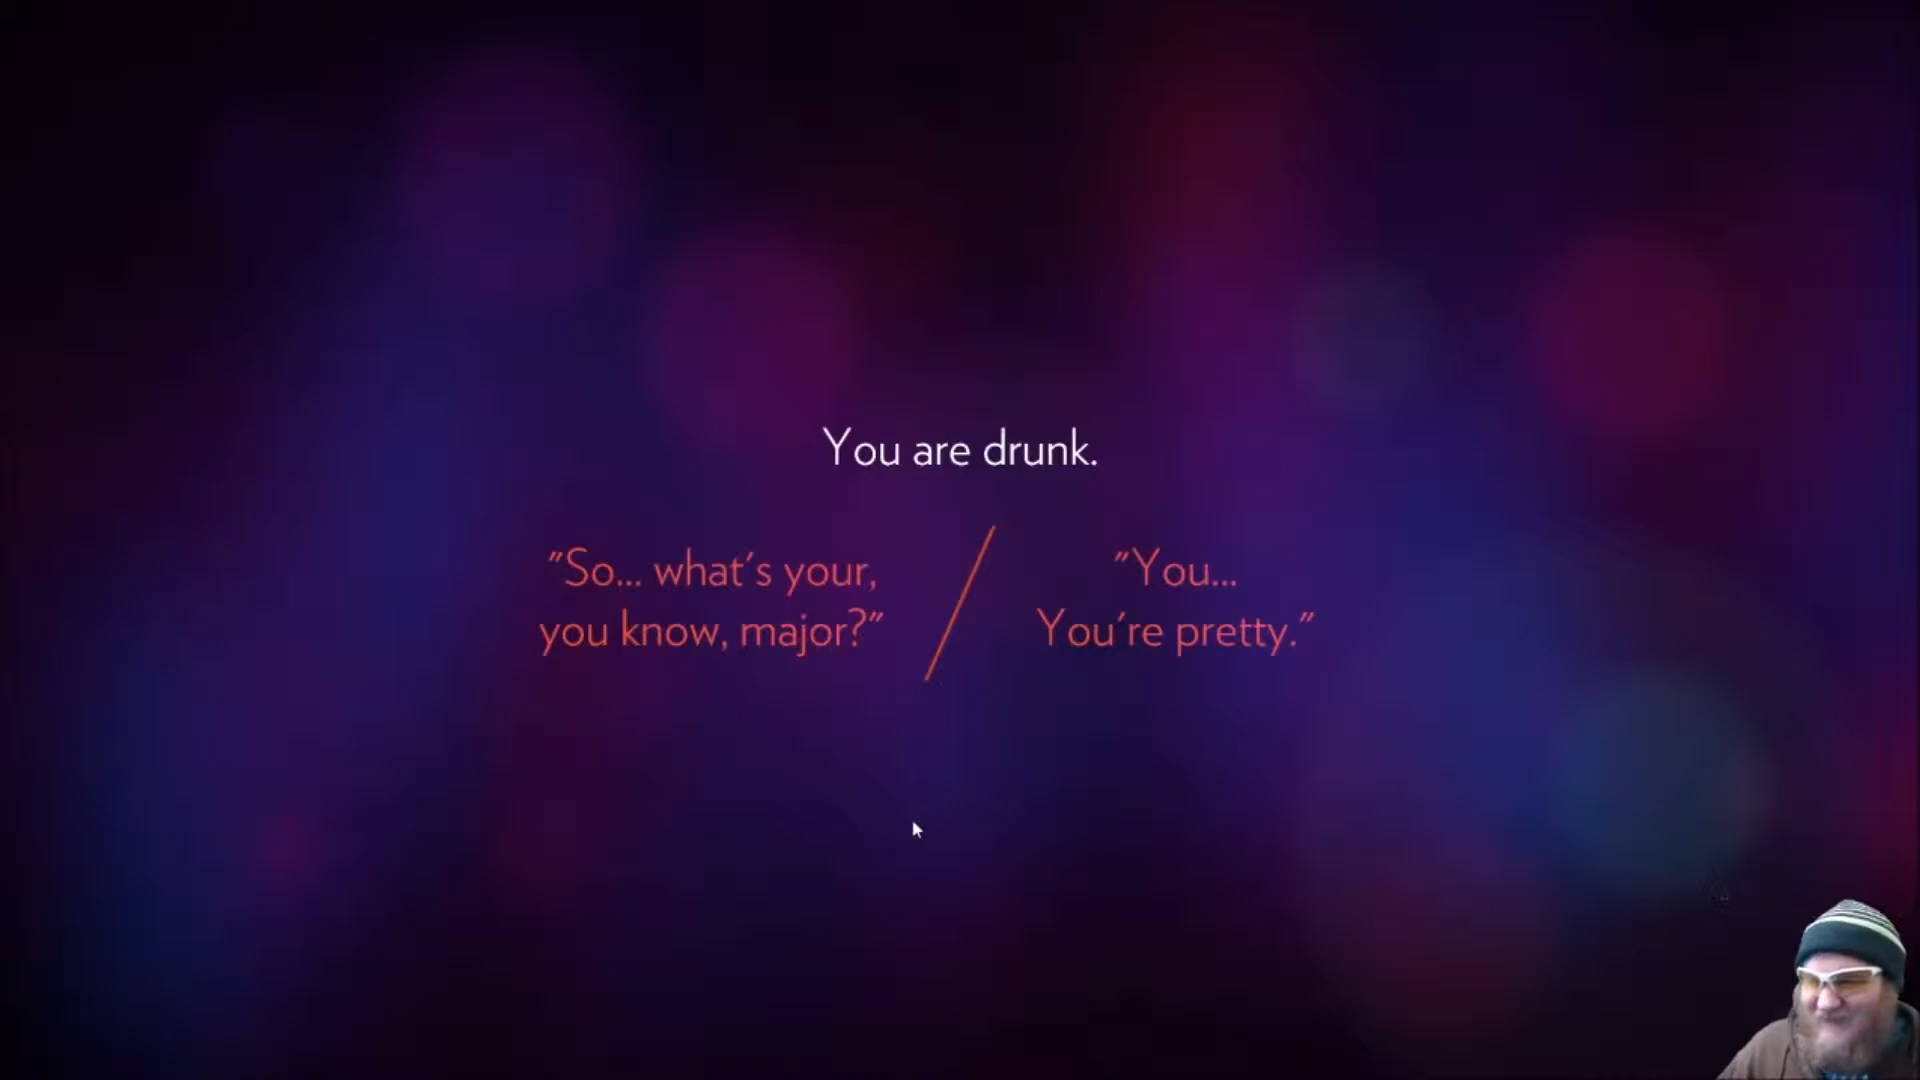 You are drunk.
"So... what's your,
you know, major?"
"You...
You're pretty."